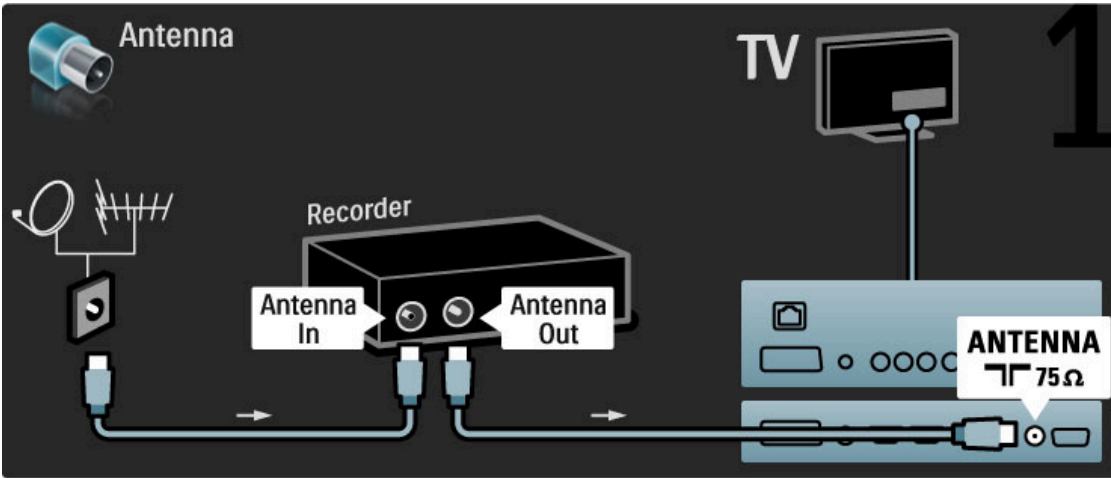 Antenna
TV
1
Recorder
Antenna
In
Antenna
Out
ANTENNA
75Ω